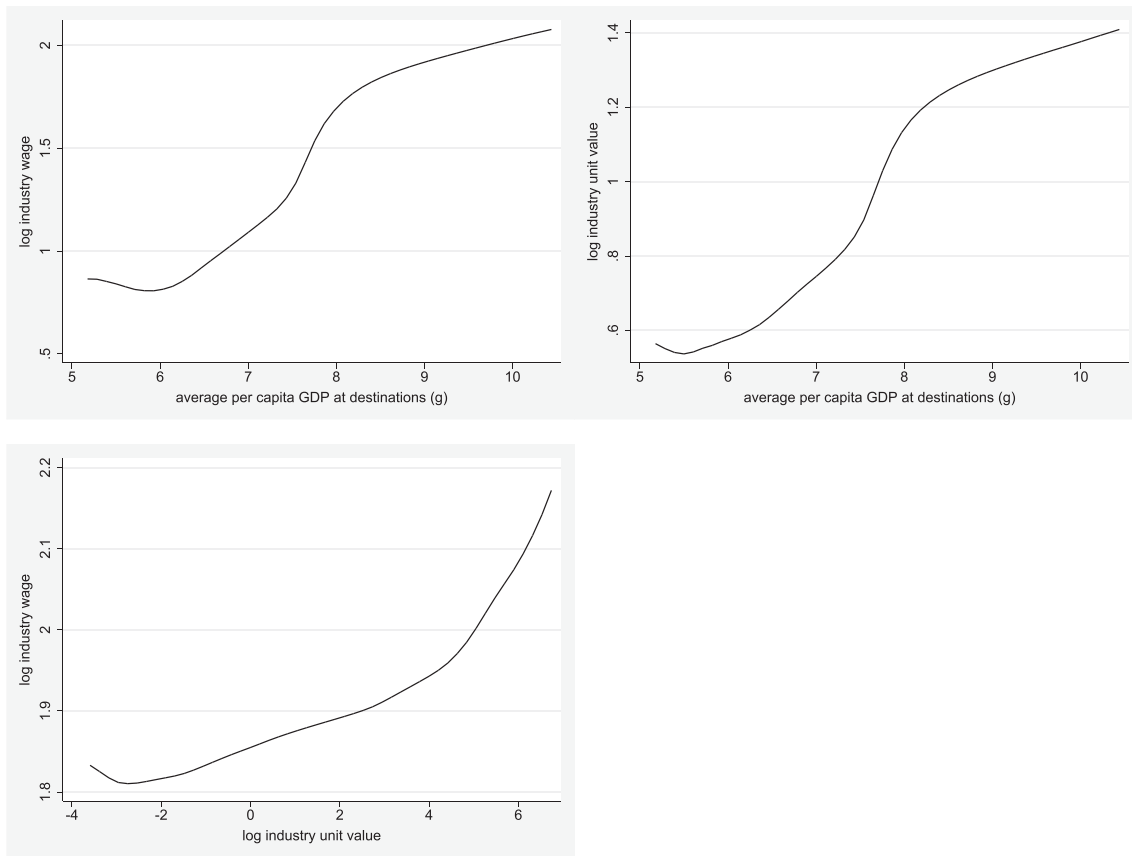 log industry wage
2
1.5
1
.5
5 6 7 8 9 10
average per capita GDP at destinations (g)
log industry unit value
1.4
1.2
1
.8
.6
5 6 7 8 9 10
average per capita GDP at destinations (g)
log industry wage
2.2
2.1
2
1.9
1.8
-4 -2 0 2 4 6
log industry unit value